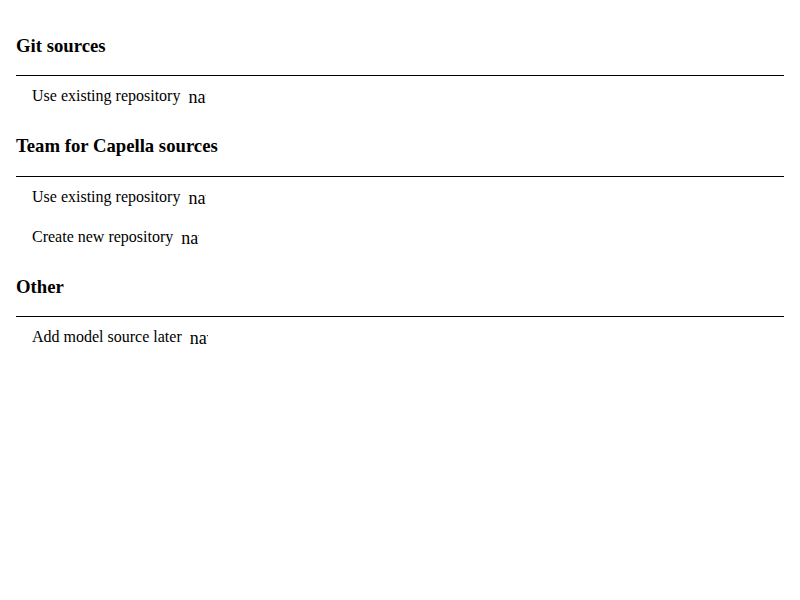 Git sources
Use existing repository na
Team for Capella sources
Use existing repository na
Create new repository na
Other
Add model source later na